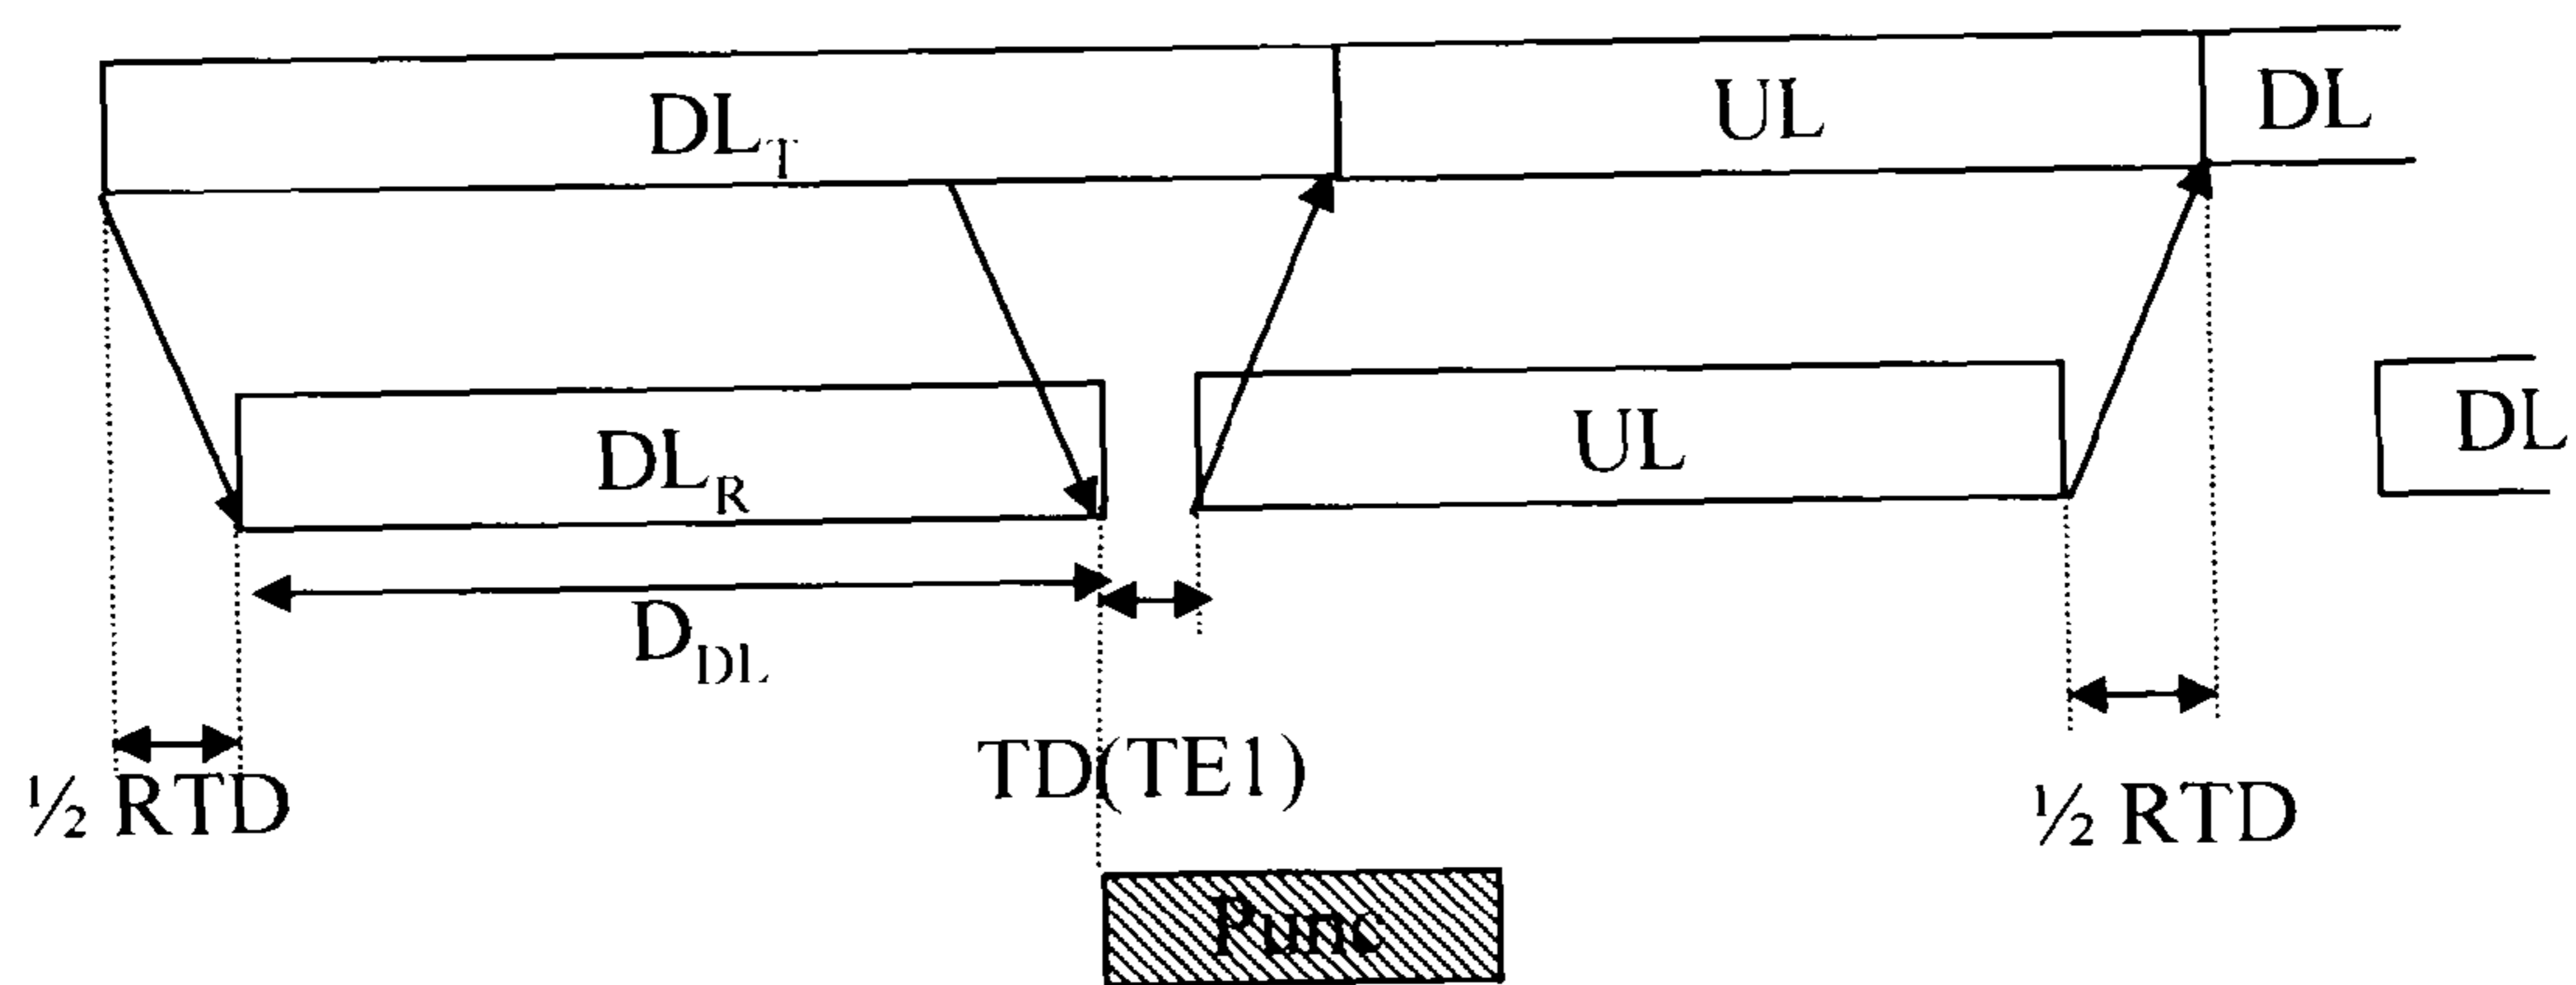 DL_T UL DL
DL_R UL DL
D_DL
½ RTD TD(TE1) ½ RTD
Punc